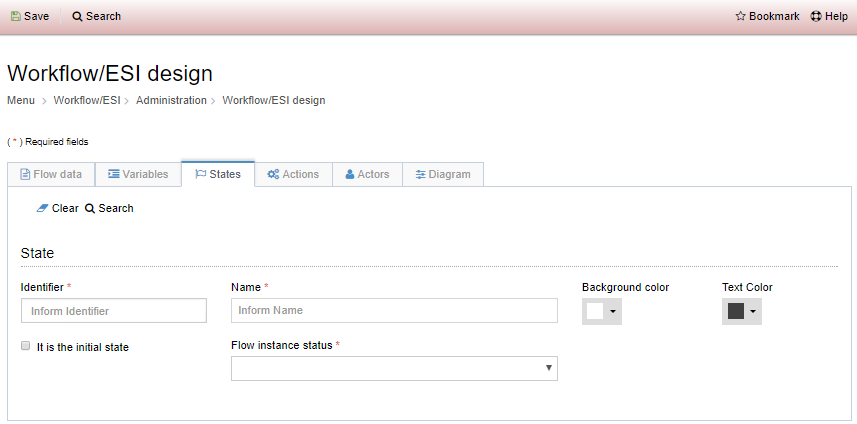 Save Search Bookmark Help
Workflow/ESI design
Menu > Workflow/ESI > Administration > Workflow/ESI design
( * ) Required fields
Flow data Variables States Actions Actors Diagram
Clear Search
State
Identifier * Name * Background color Text Color
Inform Identifier Inform Name
It is the initial state Flow instance status *